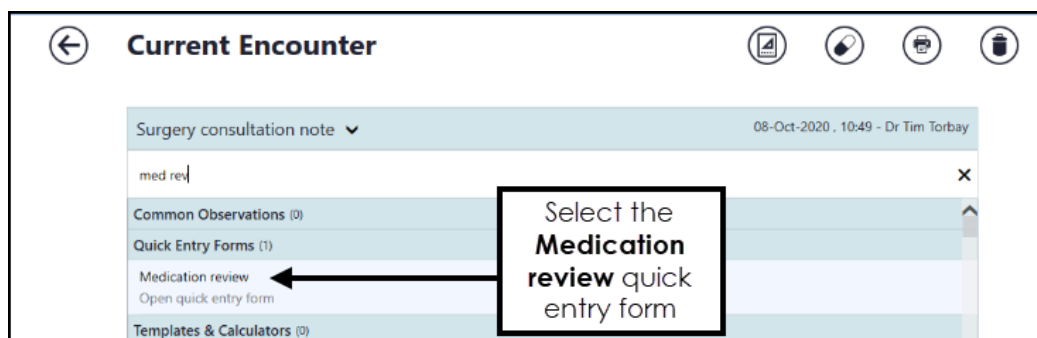 Current Encounter
Surgery consultation note
08-Oct-2020 , 10:49 - Dr Tim Torbay
med rev
Common Observations (0)
Quick Entry Forms (1)
Medication review
Open quick entry form
Templates & Calculators (0)
Select the
Medication
review quick
entry form